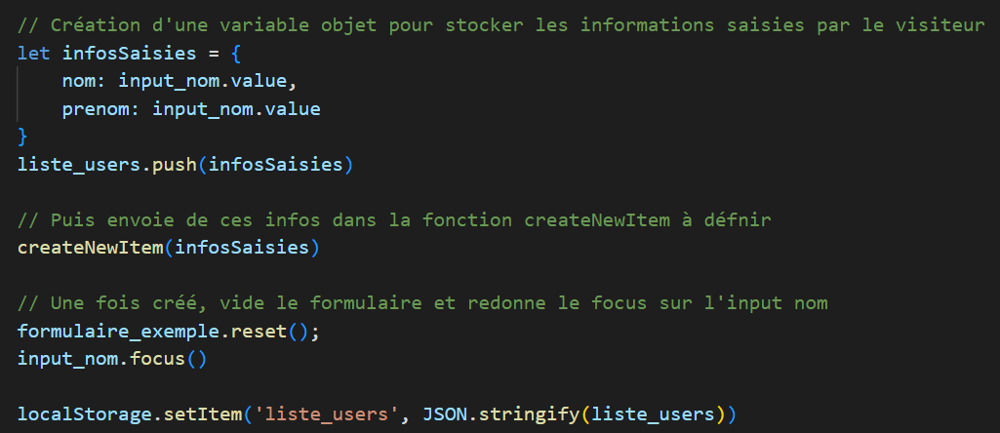 // Création d'une variable objet pour stocker les informations saisies par le visiteur
let infosSaisies = {
nom: input_nom.value,
prenom: input_nom.value
}
liste_users.push(infosSaisies)
// Puis envoie de ces infos dans la fonction createNewItem à défnir
createNewItem(infosSaisies)
// Une fois créé, vide le formulaire et redonne le focus sur l'input nom
formulaire_exemple.reset();
input_nom.focus()
localStorage.setItem('liste_users', JSON.stringify(liste_users))